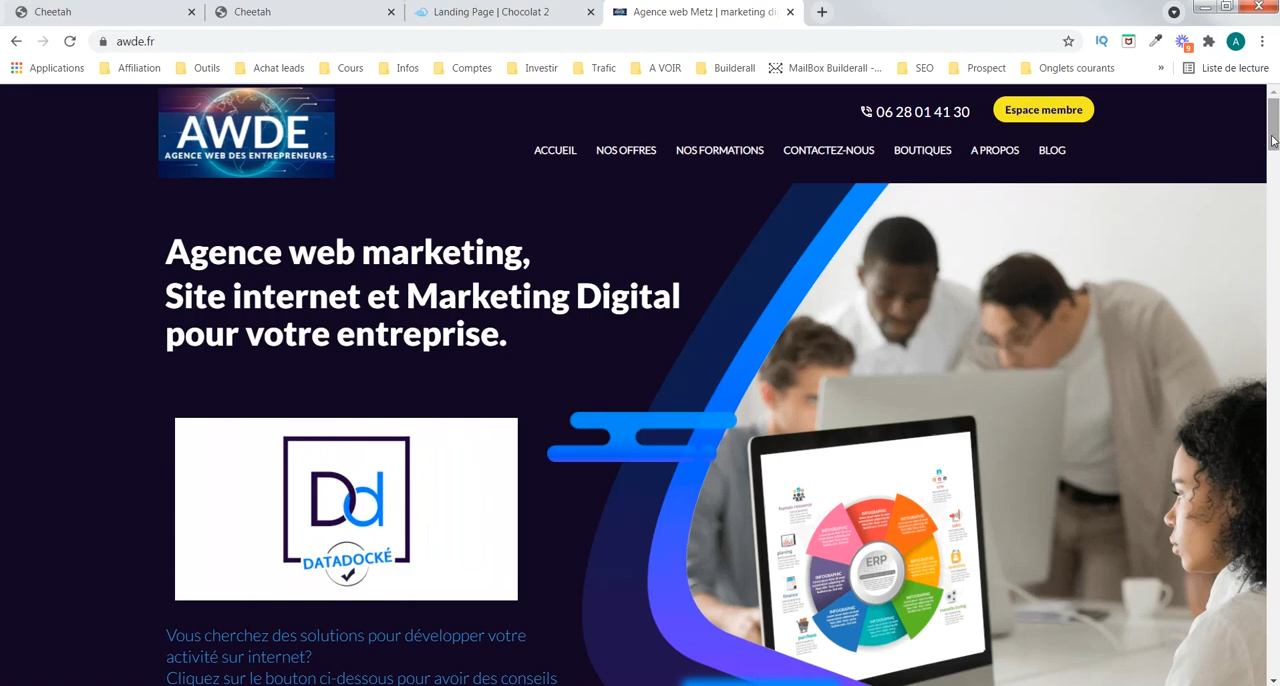 Cheetah
Cheetah
Landing Page | Chocolat 2
Agence web Metz | marketing di
awde.fr
IQ
9
A
Applications
Affiliation
Outils
Achat leads
Cours
Infos
Comptes
Investir
Trafic
A VOIR
Builderall
MailBox Builderall -...
SEO
Prospect
Onglets courants
»
Liste de lecture
AWDE
AGENCE WEB DES ENTREPRENEURS
06 28 01 41 30
Espace membre
ACCUEIL
NOS OFFRES
NOS FORMATIONS
CONTACTEZ-NOUS
BOUTIQUES
A PROPOS
BLOG
Agence web marketing,
Site internet et Marketing Digital
pour votre entreprise.
Dd
DATADOCKÉ
ERP
Vous cherchez des solutions pour développer votre
activité sur internet?
Cliquez sur le bouton ci-dessous pour avoir des conseils